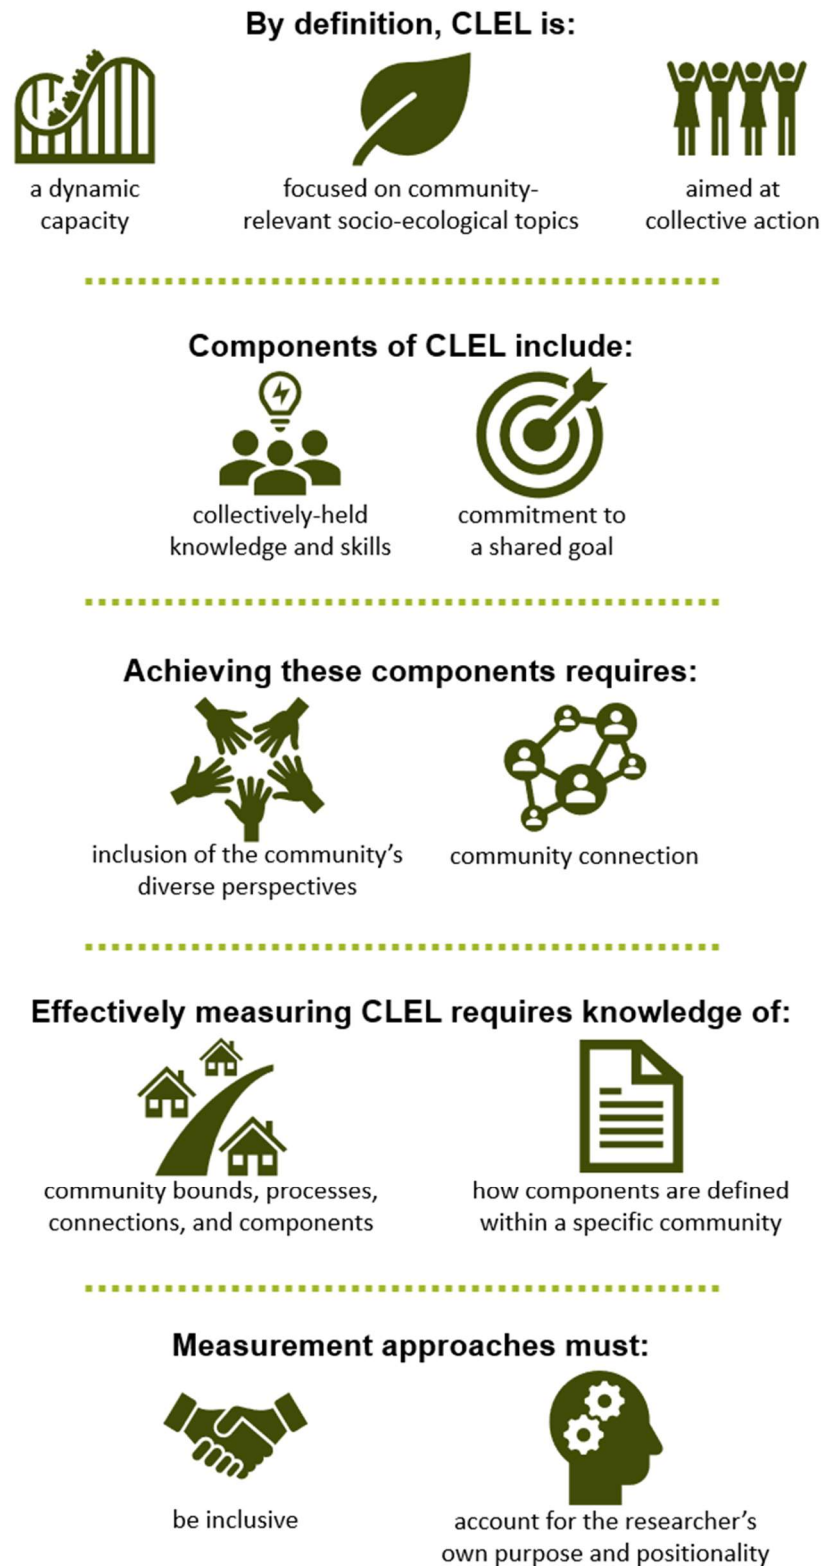 By definition, CLEL is:
a dynamic
capacity
focused on community-
relevant socio-ecological topics
aimed at
collective action
Components of CLEL include:
collectively-held
knowledge and skills
commitment to
a shared goal
Achieving these components requires:
inclusion of the community’s
diverse perspectives
community connection
Effectively measuring CLEL requires knowledge of:
community bounds, processes,
connections, and components
how components are defined
within a specific community
Measurement approaches must:
be inclusive
account for the researcher’s
own purpose and positionality